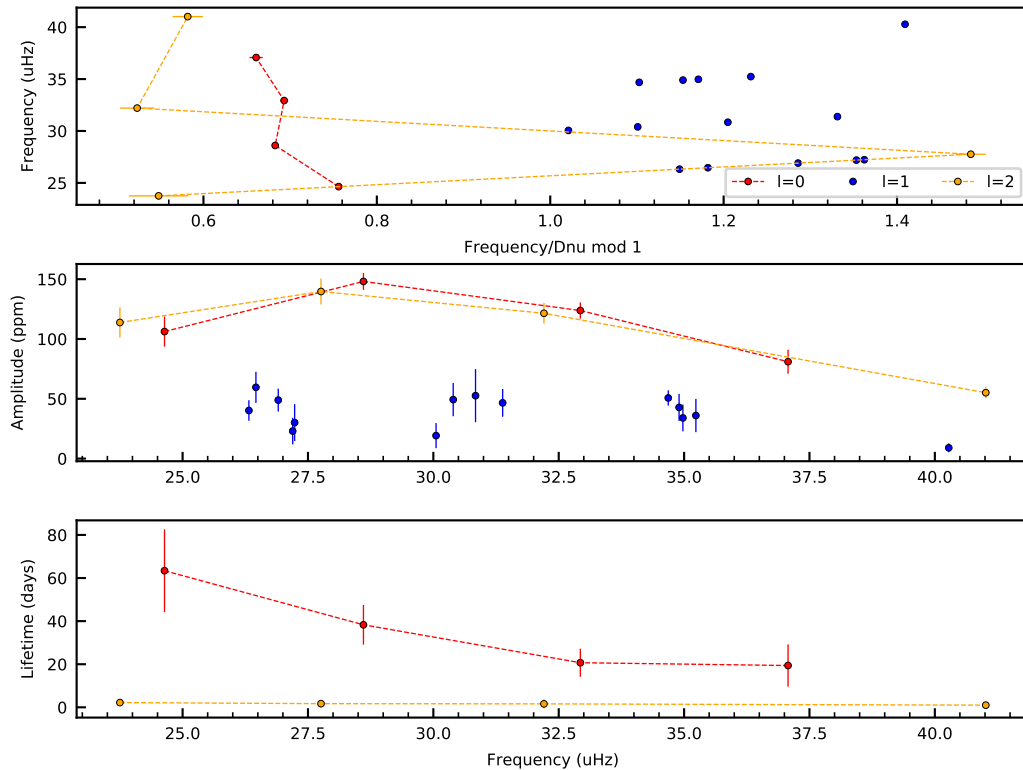 40
35
30
25
Frequency (uHz)
0.6 0.8 1.0 1.2 1.4
Frequency/Dnu mod 1
l=0 l=1 l=2
150
100
50
0
Amplitude (ppm)
25.0 27.5 30.0 32.5 35.0 37.5 40.0
80
60
40
20
0
Lifetime (days)
25.0 27.5 30.0 32.5 35.0 37.5 40.0
Frequency (uHz)